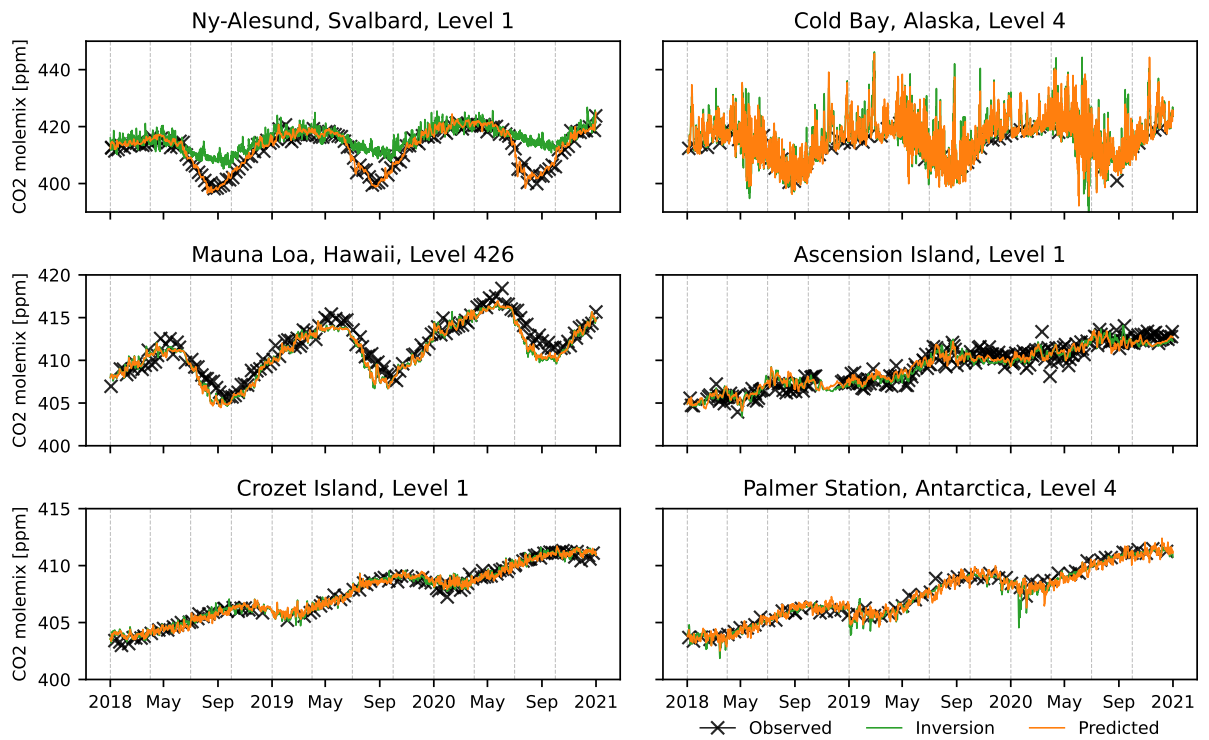 Ny-Alesund, Svalbard, Level 1
Cold Bay, Alaska, Level 4
CO2 molemix [ppm]
440
420
400
Mauna Loa, Hawaii, Level 426
Ascension Island, Level 1
CO2 molemix [ppm]
420
415
410
405
400
Crozet Island, Level 1
Palmer Station, Antarctica, Level 4
CO2 molemix [ppm]
415
410
405
400
2018 May Sep 2019 May Sep 2020 May Sep 2021
2018 May Sep 2019 May Sep 2020 May Sep 2021
Observed Inversion Predicted